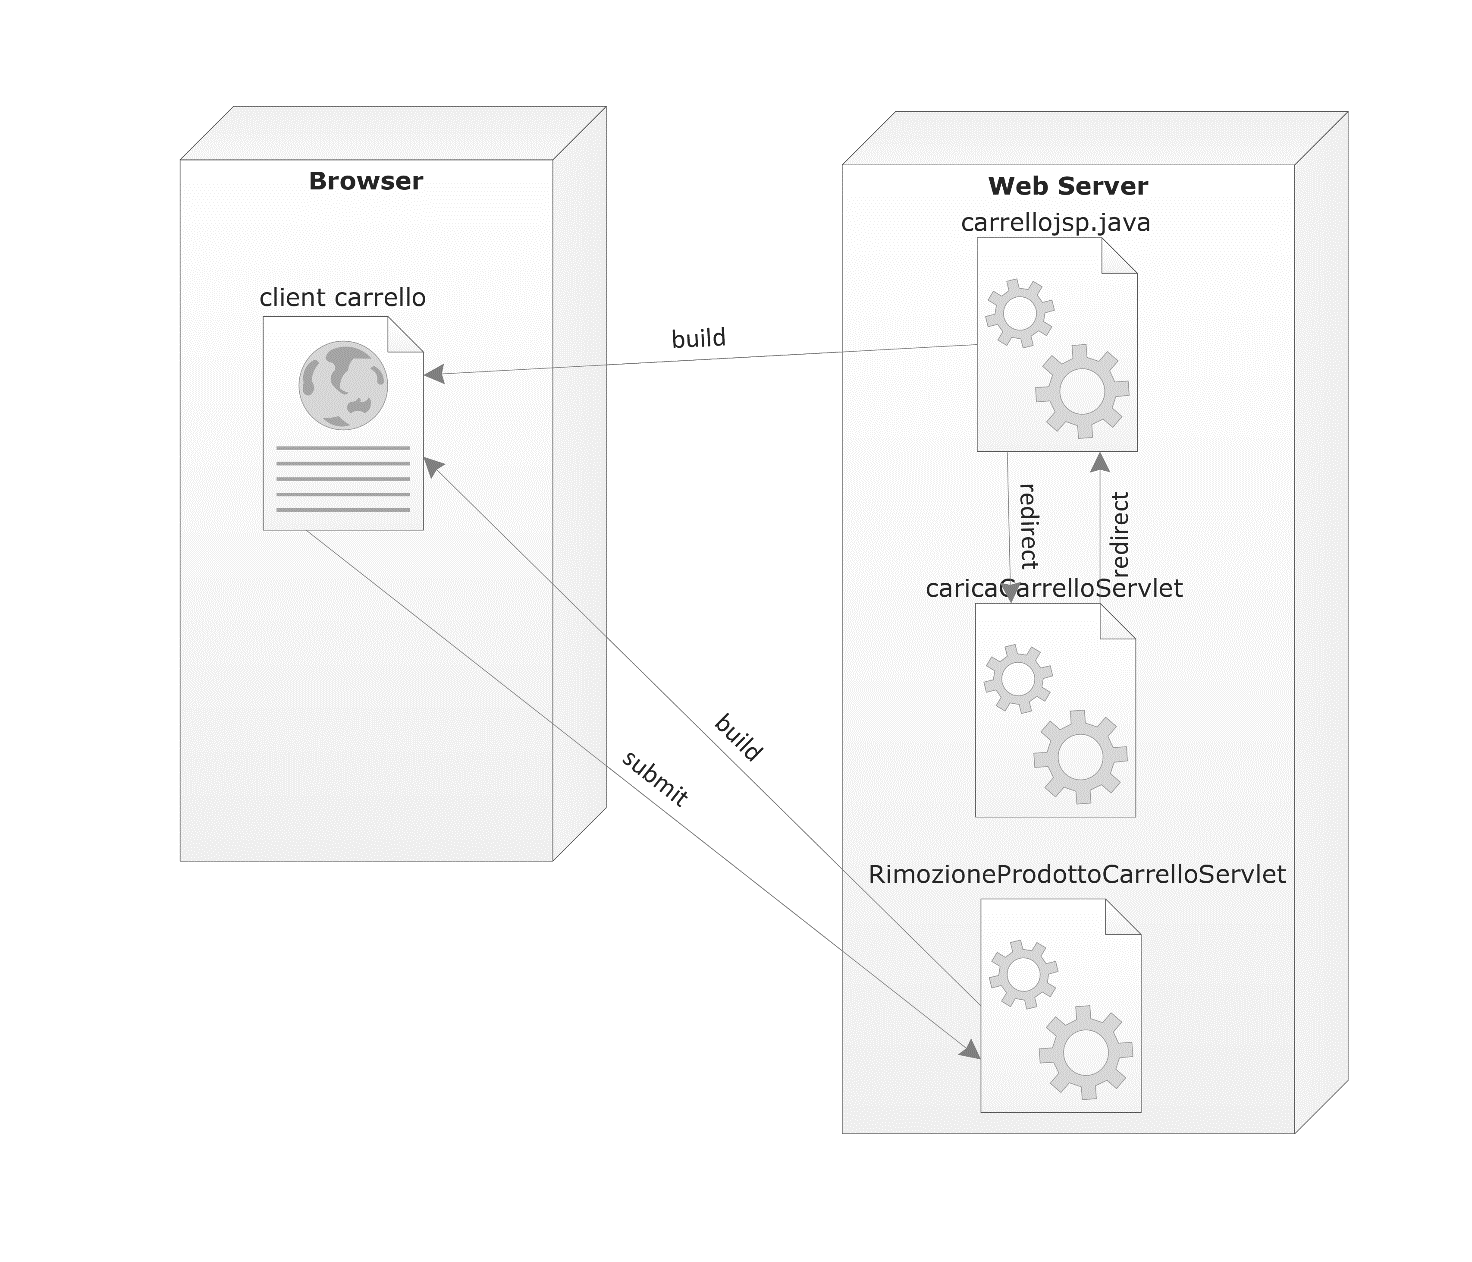 Browser
client carrello
Web Server
carrellojsp.java
build
redirect
redirect
caricaCarrelloServlet
build
submit
RimozioneProdottoCarrelloServlet